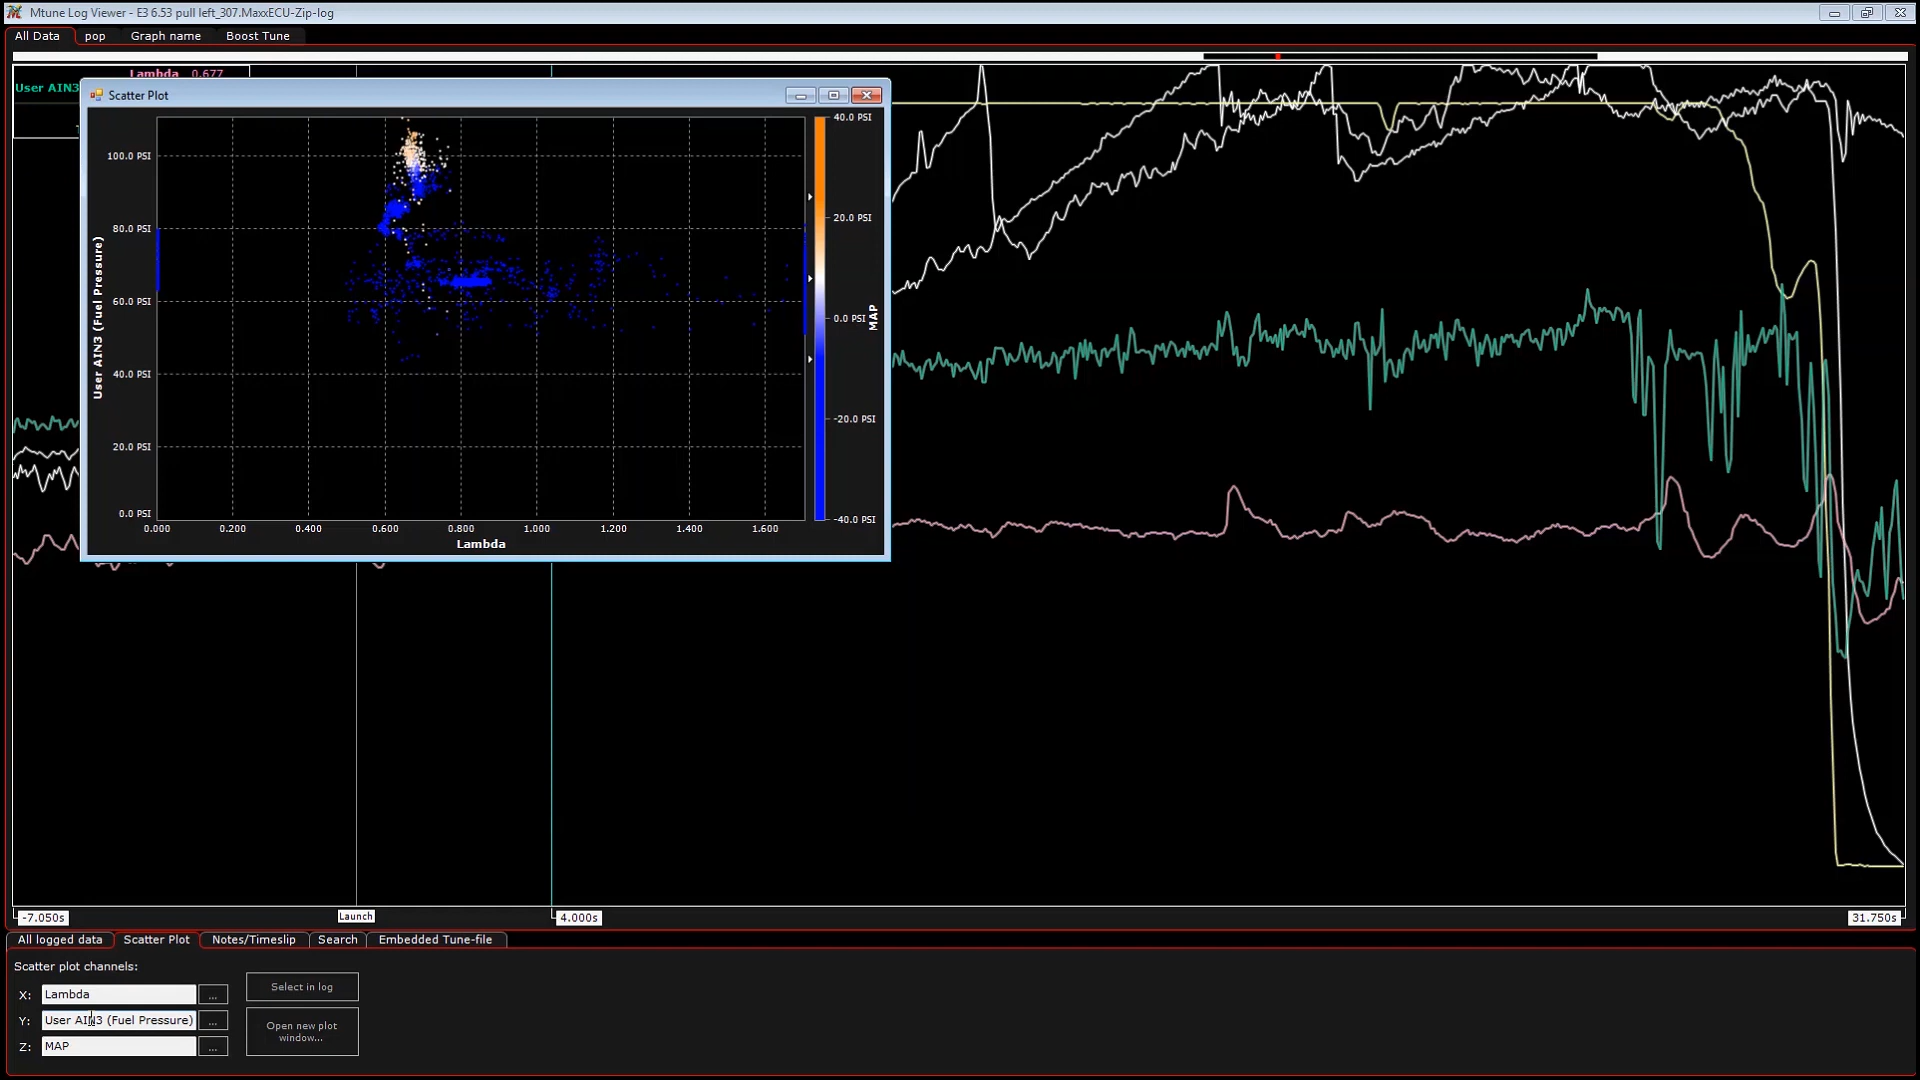 Mtune Log Viewer - E3 6.53 pull left_307.MaxxECU-Zip-log
All Data pop Graph name Boost Tune
Lambda 0.677
User AIN3
Scatter Plot
40.0 PSI
100.0 PSI
20.0 PSI
80.0 PSI
User AIN3 (Fuel Pressure)
60.0 PSI
0.0 PSI
MAP
40.0 PSI
-20.0 PSI
20.0 PSI
0.0 PSI
-40.0 PSI
0.000 0.200 0.400 0.600 0.800 1.000 1.200 1.400 1.600
Lambda
-7.050s
Launch
4.000s
31.750s
All logged data Scatter Plot Notes/Timeslip Search Embedded Tune-file
Scatter plot channels:
X: Lambda ...
Select in log
Y: User AIN3 (Fuel Pressure) ...
Open new plot
window...
Z: MAP ...